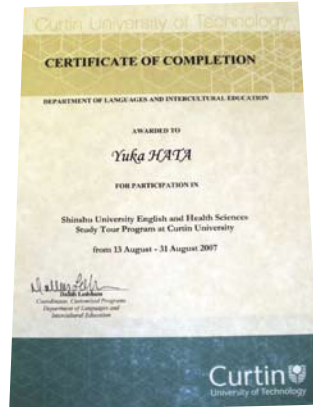 Curtin University of Technology
CERTIFICATE OF COMPLETION
DEPARTMENT OF LANGUAGES AND INTERCULTURAL EDUCATION
AWARDED TO
Yuka HATA
FOR PARTICIPATION IN
Shinshu University English and Health Sciences
Study Tour Program at Curtin University
from 13 August - 31 August 2007
Coordinator, Customised Programs
Department of Languages and
Intercultural Education
Curtin
University of Technology